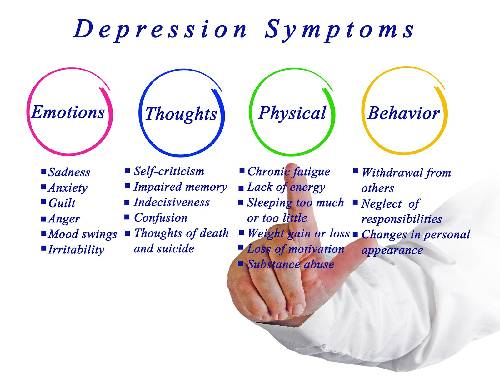 Depression Symptoms
Emotions
Sadness
Anxiety
Guilt
Anger
Mood swings
Irritability
Thoughts
Self-criticism
Impaired memory
Indecisiveness
Confusion
Thoughts of death
and suicide
Physical
Chronic fatigue
Lack of energy
Sleeping too much
or too little
Weight gain or loss
Loss of motivation
Substance abuse
Behavior
Withdrawal from
others
Neglect of
responsibilities
Changes in personal
appearance